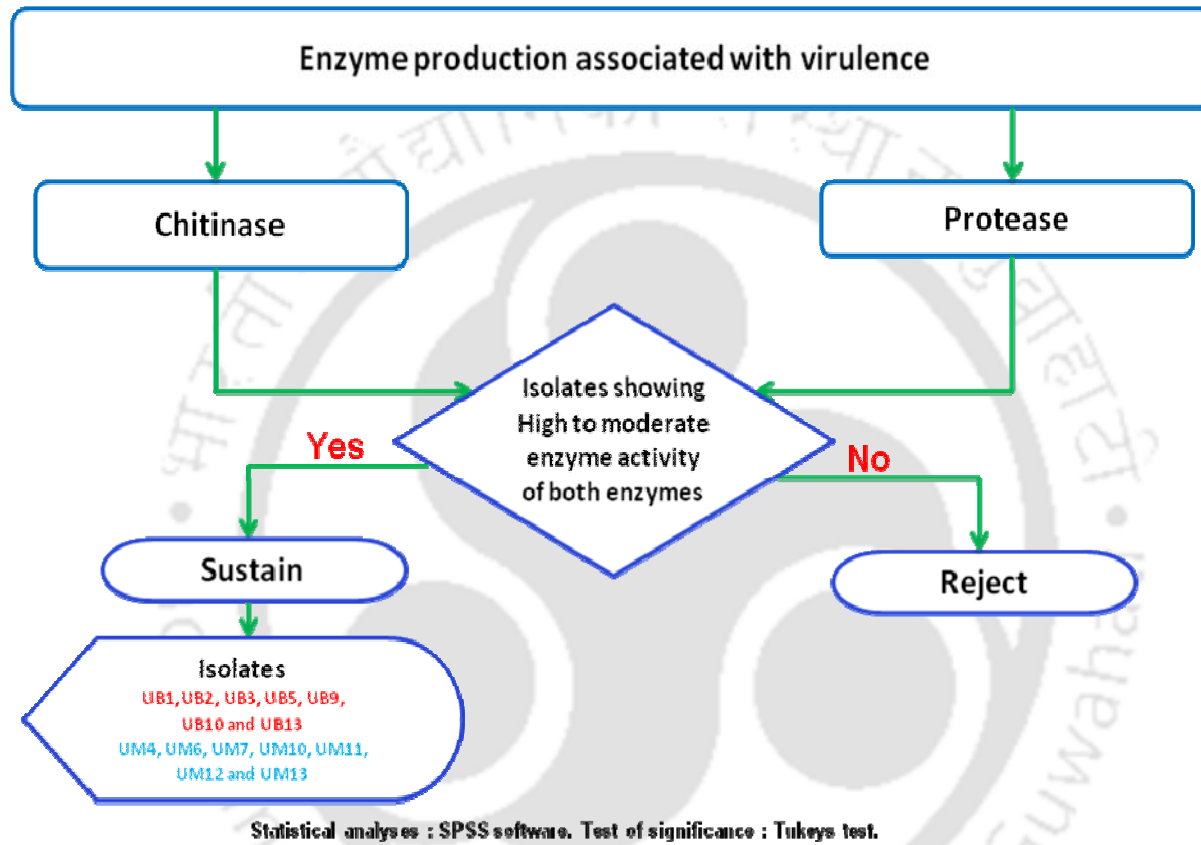 Enzyme production associated with virulence
Chitinase
Protease
Isolates showing
High to moderate
enzyme activity
of both enzymes
Yes
No
Sustain
Reject
Isolates
UB1, UB2, UB3, UB5, UB9,
UB10 and UB13
UM4, UM6, UM7, UM10, UM11,
UM12 and UM13
Statistical analyses : SPSS software. Test of significance : Tukeys test.